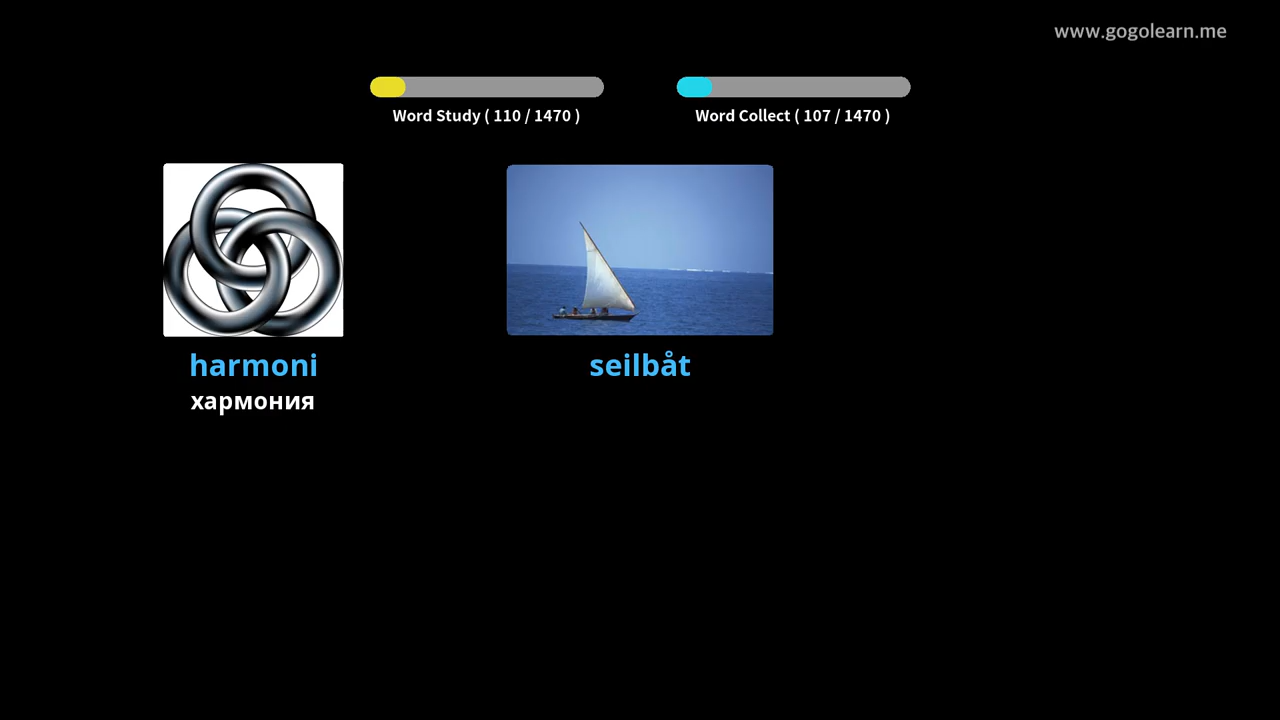 www.gogolearn.me
Word Study ( 110 / 1470 )
Word Collect ( 107 / 1470 )
harmoni
хармония
seilbåt